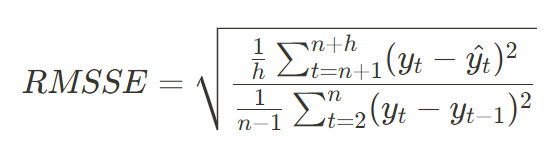 RMSSE = \sqrt{\frac{\frac{1}{h}\sum_{t=n+1}^{n+h}(y_t - \hat{y_t})^2}{\frac{1}{n-1}\sum_{t=2}^{n}(y_t - y_{t-1})^2}}